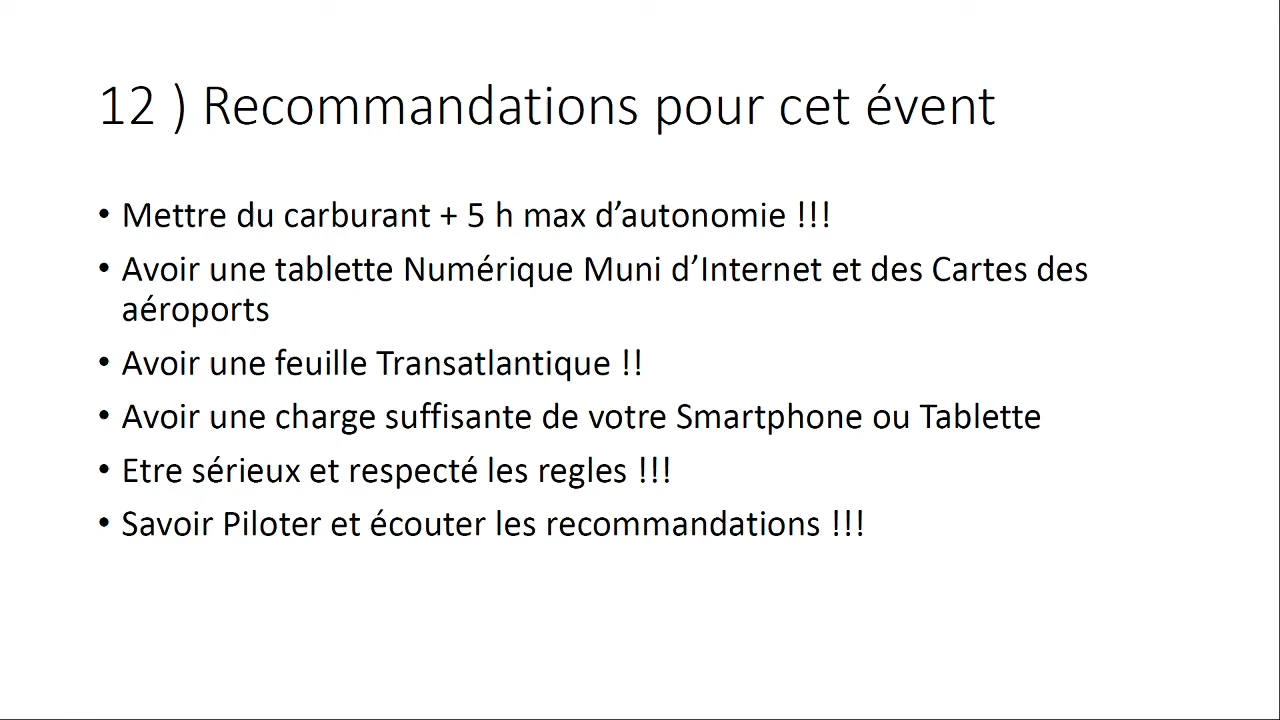 12 ) Recommandations pour cet évent
• Mettre du carburant + 5 h max d’autonomie !!!
• Avoir une tablette Numérique Muni d’Internet et des Cartes des
aéroports
• Avoir une feuille Transatlantique !!
• Avoir une charge suffisante de votre Smartphone ou Tablette
• Etre sérieux et respecté les regles !!!
• Savoir Piloter et écouter les recommandations !!!